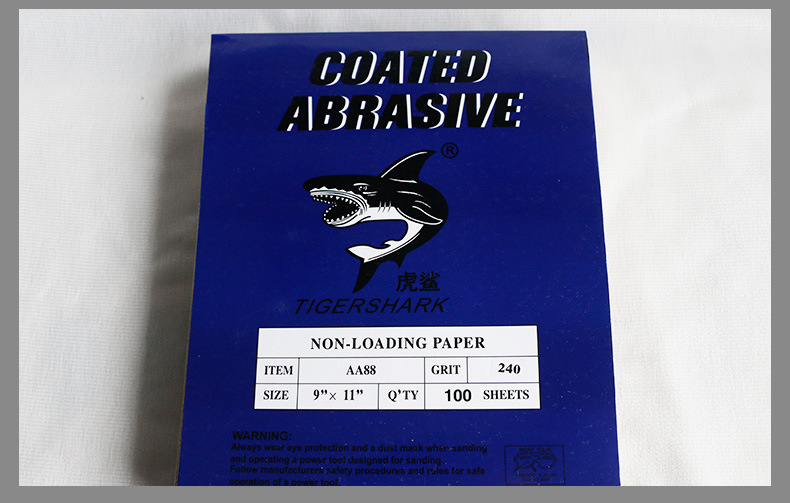 COATED
ABRASIVE
®
虎鲨
TIGERSHARK
NON-LOADING PAPER
ITEM AA88 GRIT 240
SIZE 9”× 11” Q’TY 100 SHEETS
WARNING:
Always wear eye protection and a dust mask when sanding
and operating a power tool designed for sanding.
Follow manufacturers safety procedures and rules for safe
operation of a power tool.